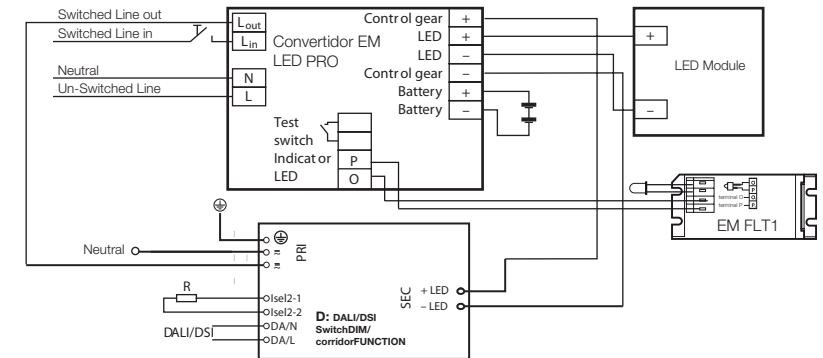 Switched Line out
Switched Line in
Neutral
Un-Switched Line
Lout
Lin
N
L
Convertidor EM
LED PRO
Control gear +
LED +
LED –
Control gear –
Battery +
Battery –
Test
switch
Indicator
LED
P
O
+
LED Module
–
terminal O
terminal P
O
P
O
P
EM FLT1
Neutral
PRI
~
~
SEC
+ LED
– LED
R
Isel2-1
Isel2-2
DALI/DSI
DA/N
DA/L
D: DALI/DSI
SwitchDIM/
corridorFUNCTION